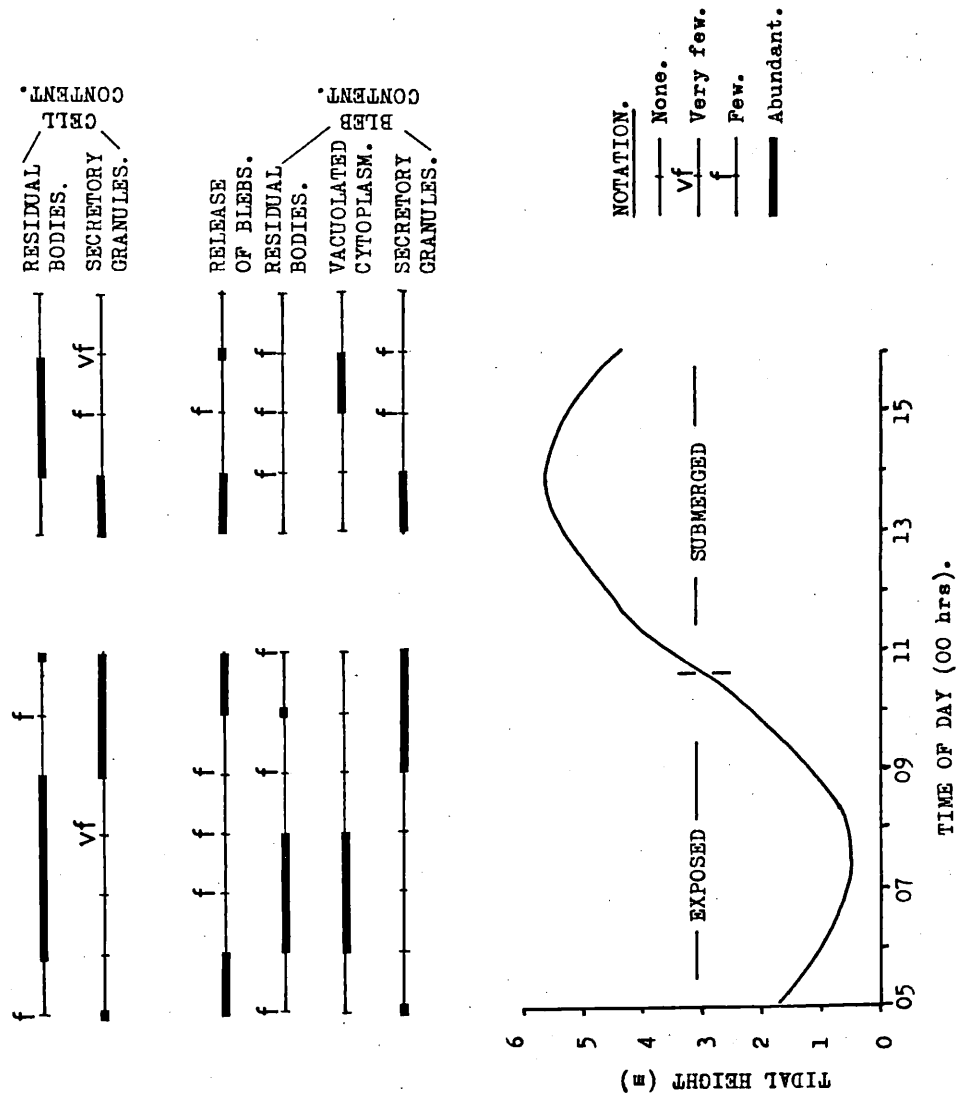 f f RESIDUAL
BODIES.
vf f vf SECRETORY
GRANULES.
CELL
CONTENT.
f f f f RELEASE
OF BLEBS.
f f f f f f RESIDUAL
BODIES.
VACUOLATED
CYTOPLASM.
f f SECRETORY
GRANULES.
BLEB
CONTENT.
NOTATION.
None.
vf Very few.
f Few.
Abundant.
TIDAL HEIGHT (m)
6
5
4
3
2
1
0
EXPOSED
SUBMERGED
05 07 09 11 13 15
TIME OF DAY (00 hrs).